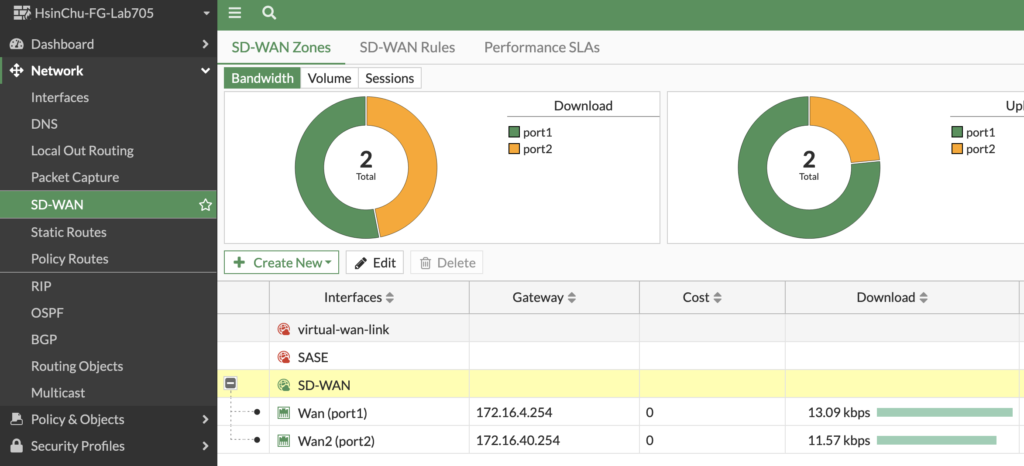 HsinChu-FG-Lab705
Dashboard
Network
Interfaces
DNS
Local Out Routing
Packet Capture
SD-WAN
Static Routes
Policy Routes
RIP
OSPF
BGP
Routing Objects
Multicast
Policy & Objects
Security Profiles
SD-WAN Zones SD-WAN Rules Performance SLAs
Bandwidth Volume Sessions
2
Total
Download
port1
port2
2
Total
Upl
port1
port2
Create New Edit Delete
Interfaces Gateway Cost Download
virtual-wan-link
SASE
SD-WAN
Wan (port1) 172.16.4.254 0 13.09 kbps
Wan2 (port2) 172.16.40.254 0 11.57 kbps